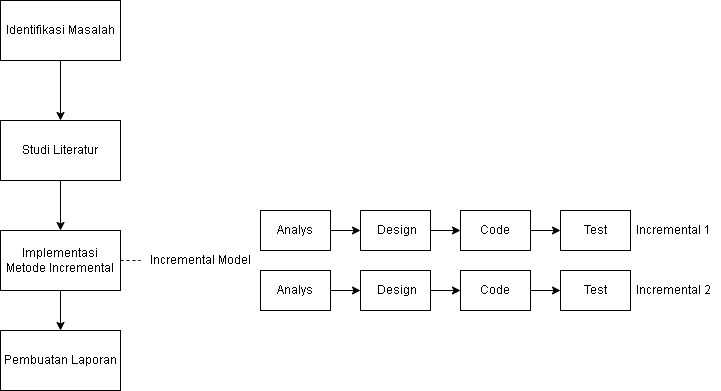 Identifikasi Masalah
Studi Literatur
Implementasi
Metode Incremental
Incremental Model
Analys
Design
Code
Test
Incremental 1
Analys
Design
Code
Test
Incremental 2
Pembuatan Laporan